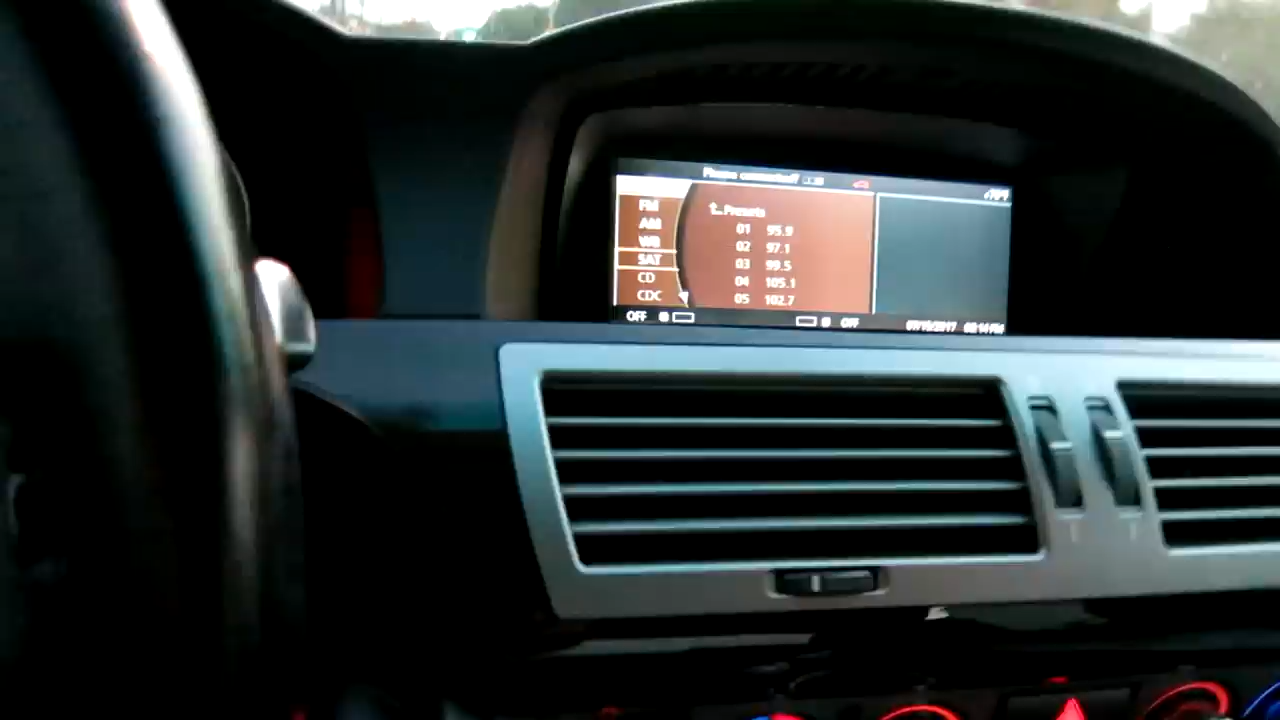 Phone connected?
FM
AM
WB
SAT
CD
CDC
Presets
01 95.9
02 97.1
03 99.5
04 105.1
05 102.7
OFF
OFF